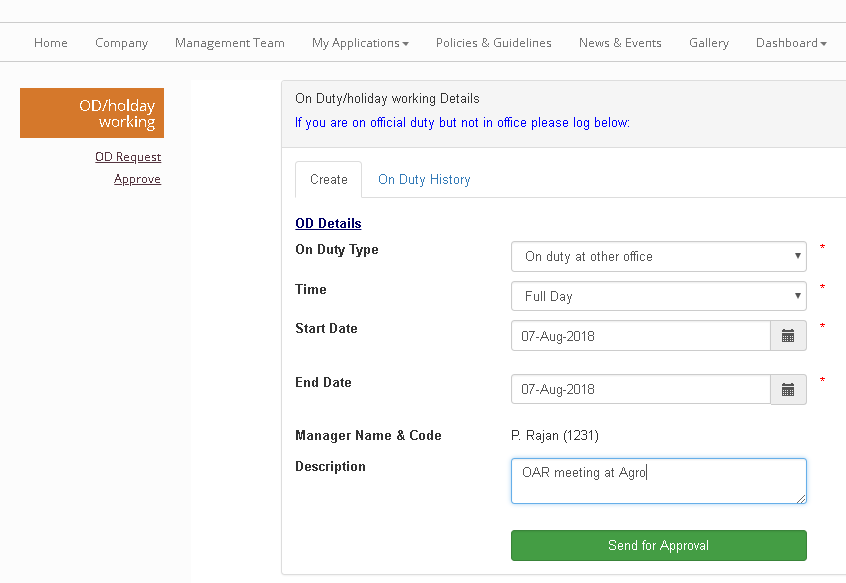 Home Company Management Team My Applications Policies & Guidelines News & Events Gallery Dashboard
OD/holday
working
OD Request
Approve
On Duty/holiday working Details
If you are on official duty but not in office please log below:
Create On Duty History
OD Details
On Duty Type On duty at other office *
Time Full Day *
Start Date 07-Aug-2018 *
End Date 07-Aug-2018 *
Manager Name & Code P. Rajan (1231)
Description OAR meeting at Agro
Send for Approval